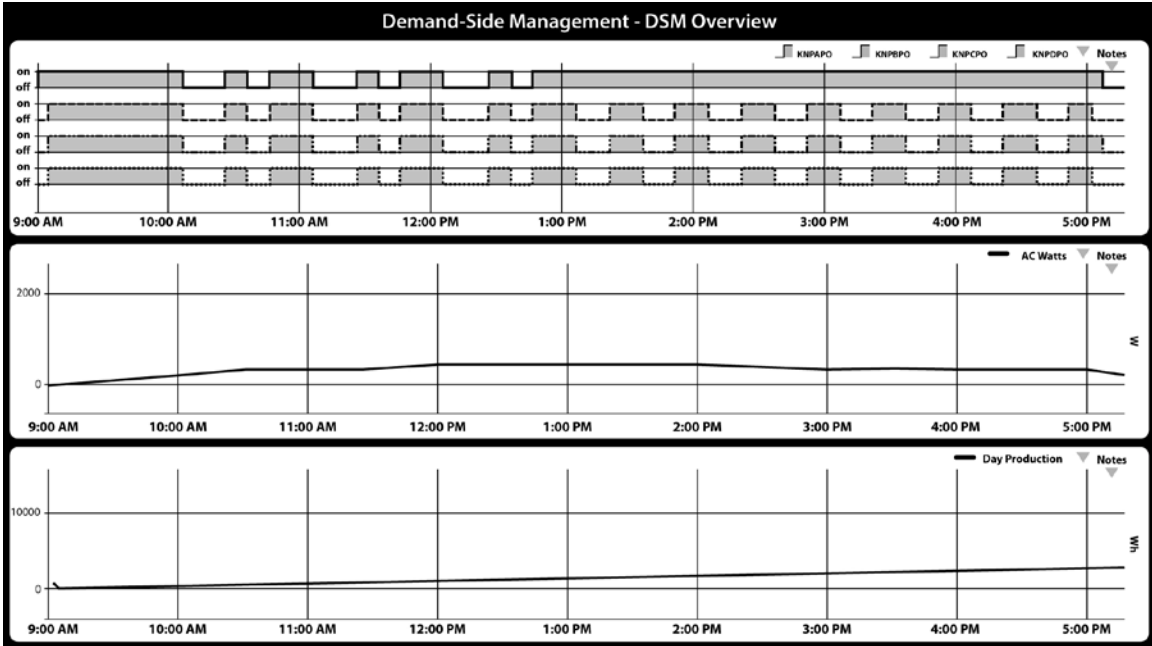 Demand-Side Management - DSM Overview
KNPAPO KNPBPO KNPCPO KNPDPO Notes
on
off
on
off
on
off
on
off
9:00 AM 10:00 AM 11:00 AM 12:00 PM 1:00 PM 2:00 PM 3:00 PM 4:00 PM 5:00 PM
AC Watts Notes
2000
W
0
9:00 AM 10:00 AM 11:00 AM 12:00 PM 1:00 PM 2:00 PM 3:00 PM 4:00 PM 5:00 PM
Day Production Notes
10000
Wh
0
9:00 AM 10:00 AM 11:00 AM 12:00 PM 1:00 PM 2:00 PM 3:00 PM 4:00 PM 5:00 PM